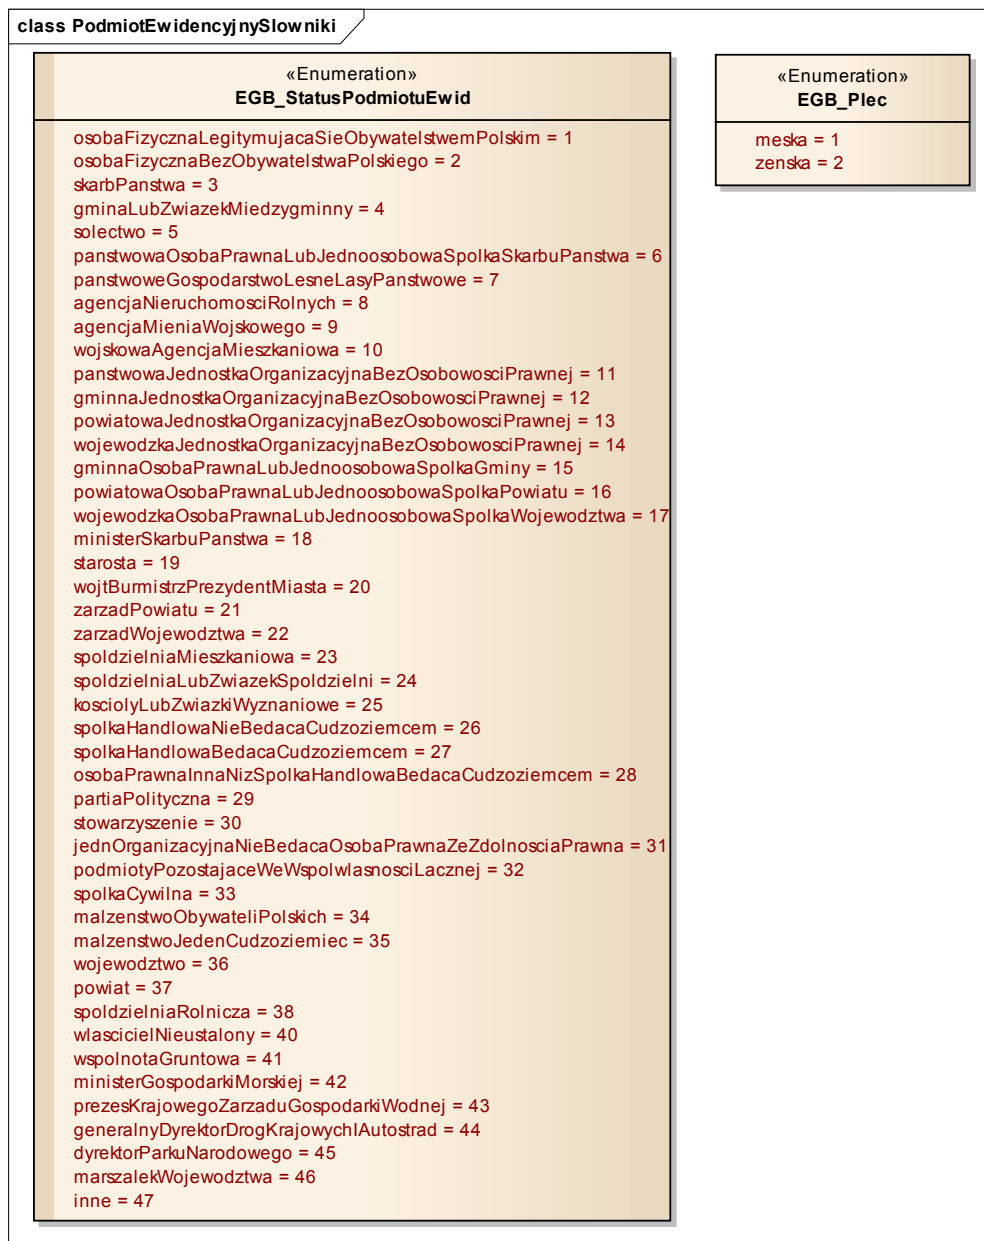 class PodmiotEwidencyjnySlowniki
«Enumeration»
EGB_StatusPodmiotuEwid
osobaFizycznaLegitymujacaSieObywatelstwemPolskim = 1
osobaFizycznaBezObywatelstwaPolskiego = 2
skarbPanstwa = 3
gminaLubZwiazekMiedzygminny = 4
solectwo = 5
panstwowaOsobaPrawnaLubJednoosobowaSpolkaSkarbuPanstwa = 6
panstwoweGospodarstwoLesneLasyPanstwowe = 7
agencjaNieruchomosciRolnych = 8
agencjaMieniaWojskowego = 9
wojskowaAgencjaMieszkaniowa = 10
panstwowaJednostkaOrganizacyjnaBezOsobowosciPrawnej = 11
gminnaJednostkaOrganizacyjnaBezOsobowosciPrawnej = 12
powiatowaJednostkaOrganizacyjnaBezOsobowosciPrawnej = 13
wojewodzkaJednostkaOrganizacyjnaBezOsobowosciPrawnej = 14
gminnaOsobaPrawnaLubJednoosobowaSpolkaGminy = 15
powiatowaOsobaPrawnaLubJednoosobowaSpolkaPowiatu = 16
wojewodzkaOsobaPrawnaLubJednoosobowaSpolkaWojewodztwa = 17
ministerSkarbuPanstwa = 18
starosta = 19
wojtBurmistrzPrezydentMiasta = 20
zarzadPowiatu = 21
zarzadWojewodztwa = 22
spoldzielniaMieszkaniowa = 23
spoldzielniaLubZwiazekSpoldzielni = 24
koscioly​LubZwiazkiWyznaniowe = 25
spolkaHandlowaNieBedacaCudzoziemcem = 26
spolkaHandlowaBedacaCudzoziemcem = 27
osobaPrawnaInnaNizSpolkaHandlowaBedacaCudzoziemcem = 28
partiaPolityczna = 29
stowarzyszenie = 30
jednOrganizacyjnaNieBedacaOsobaPrawnaZeZdolnosciaPrawna = 31
podmiotyPozostajaceWeWspolwlasnosciLacznej = 32
spolkaCywilna = 33
malzenstwoObywateliPolskich = 34
malzenstwoJedenCudzoziemiec = 35
wojewodztwo = 36
powiat = 37
spoldzielniaRolnicza = 38
wlascicielNieustalony = 40
wspolnotaGruntowa = 41
ministerGospodarkiMorskiej = 42
prezesKrajowegoZarzaduGospodarkiWodnej = 43
generalnyDyrektorDrogKrajowychIAutostrad = 44
dyrektorParkuNarodowego = 45
marszalekWojewodztwa = 46
inne = 47
«Enumeration»
EGB_Plec
meska = 1
zenska = 2